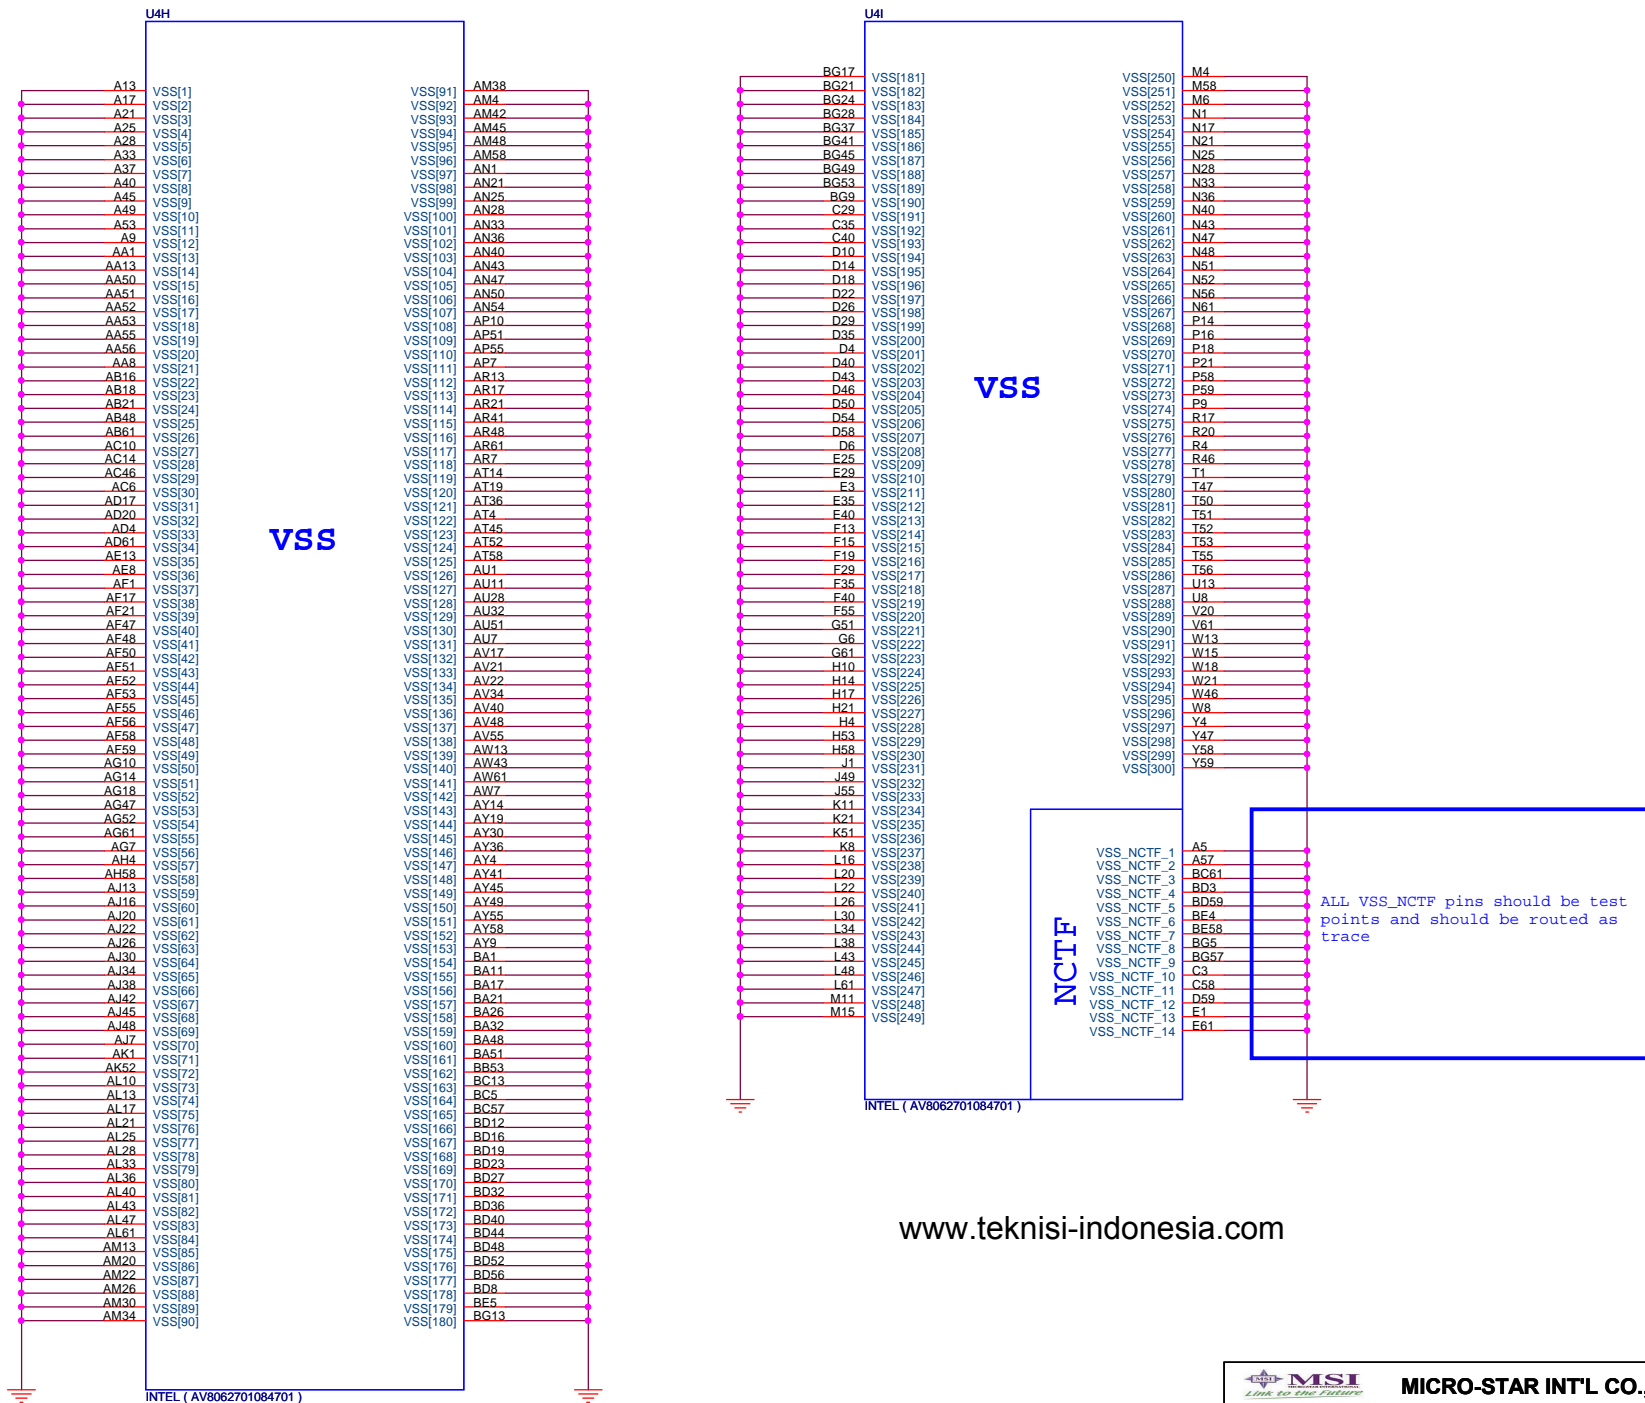 U4H
A13 VSS[1] VSS[91] AM38
A17 VSS[2] VSS[92] AM4
A21 VSS[3] VSS[93] AM42
A25 VSS[4] VSS[94] AM45
A28 VSS[5] VSS[95] AM48
A33 VSS[6] VSS[96] AM58
A37 VSS[7] VSS[97] AN1
A40 VSS[8] VSS[98] AN21
A45 VSS[9] VSS[99] AN25
A49 VSS[10] VSS[100] AN28
A53 VSS[11] VSS[101] AN33
A9 VSS[12] VSS[102] AN36
AA1 VSS[13] VSS[103] AN40
AA13 VSS[14] VSS[104] AN43
AA50 VSS[15] VSS[105] AN47
AA51 VSS[16] VSS[106] AN50
AA52 VSS[17] VSS[107] AN54
AA53 VSS[18] VSS[108] AP10
AA55 VSS[19] VSS[109] AP51
AA56 VSS[20] VSS[110] AP55
AA8 VSS[21] VSS[111] AP7
AB16 VSS[22] VSS[112] AR13
AB18 VSS[23] VSS[113] AR17
AB21 VSS[24] VSS[114] AR21
AB48 VSS[25] VSS[115] AR41
AB61 VSS[26] VSS[116] AR48
AC10 VSS[27] VSS[117] AR61
AC14 VSS[28] VSS[118] AR7
AC46 VSS[29] VSS[119] AT14
AC6 VSS[30] VSS[120] AT19
AD17 VSS[31] VSS[121] AT36
AD20 VSS[32] VSS[122] AT4
AD4 VSS[33] VSS[123] AT45
AD61 VSS[34] VSS[124] AT52
AE13 VSS[35] VSS[125] AT58
AE8 VSS[36] VSS[126] AU1
AF1 VSS[37] VSS[127] AU11
AF17 VSS[38] VSS[128] AU28
AF21 VSS[39] VSS[129] AU32
AF47 VSS[40] VSS[130] AU51
AF48 VSS[41] VSS[131] AU7
AF50 VSS[42] VSS[132] AV17
AF51 VSS[43] VSS[133] AV21
AF52 VSS[44] VSS[134] AV22
AF53 VSS[45] VSS[135] AV34
AF55 VSS[46] VSS[136] AV40
AF56 VSS[47] VSS[137] AV48
AF58 VSS[48] VSS[138] AV55
AF59 VSS[49] VSS[139] AW13
AG10 VSS[50] VSS[140] AW43
AG14 VSS[51] VSS[141] AW61
AG18 VSS[52] VSS[142] AW7
AG47 VSS[53] VSS[143] AY14
AG52 VSS[54] VSS[144] AY19
AG61 VSS[55] VSS[145] AY30
AG7 VSS[56] VSS[146] AY36
AH4 VSS[57] VSS[147] AY4
AH58 VSS[58] VSS[148] AY41
AJ13 VSS[59] VSS[149] AY45
AJ16 VSS[60] VSS[150] AY49
AJ20 VSS[61] VSS[151] AY55
AJ22 VSS[62] VSS[152] AY58
AJ26 VSS[63] VSS[153] AY9
AJ30 VSS[64] VSS[154] BA1
AJ34 VSS[65] VSS[155] BA11
AJ38 VSS[66] VSS[156] BA17
AJ42 VSS[67] VSS[157] BA21
AJ45 VSS[68] VSS[158] BA26
AJ48 VSS[69] VSS[159] BA32
AJ7 VSS[70] VSS[160] BA48
AK1 VSS[71] VSS[161] BA51
AK52 VSS[72] VSS[162] BB53
AL10 VSS[73] VSS[163] BC13
AL13 VSS[74] VSS[164] BC5
AL17 VSS[75] VSS[165] BC57
AL21 VSS[76] VSS[166] BD12
AL25 VSS[77] VSS[167] BD16
AL28 VSS[78] VSS[168] BD19
AL33 VSS[79] VSS[169] BD23
AL36 VSS[80] VSS[170] BD27
AL40 VSS[81] VSS[171] BD32
AL43 VSS[82] VSS[172] BD36
AL47 VSS[83] VSS[173] BD40
AL61 VSS[84] VSS[174] BD44
AM13 VSS[85] VSS[175] BD48
AM20 VSS[86] VSS[176] BD52
AM22 VSS[87] VSS[177] BD56
AM26 VSS[88] VSS[178] BD8
AM30 VSS[89] VSS[179] BE5
AM34 VSS[90] VSS[180] BG13
VSS
INTEL ( AV8062701084701 )
U4I
BG17 VSS[181] VSS[250] M4
BG21 VSS[182] VSS[251] M58
BG24 VSS[183] VSS[252] M6
BG28 VSS[184] VSS[253] N1
BG37 VSS[185] VSS[254] N17
BG41 VSS[186] VSS[255] N21
BG45 VSS[187] VSS[256] N25
BG49 VSS[188] VSS[257] N28
BG53 VSS[189] VSS[258] N33
BG9 VSS[190] VSS[259] N36
C29 VSS[191] VSS[260] N40
C35 VSS[192] VSS[261] N43
C40 VSS[193] VSS[262] N47
D10 VSS[194] VSS[263] N48
D14 VSS[195] VSS[264] N51
D18 VSS[196] VSS[265] N52
D22 VSS[197] VSS[266] N56
D26 VSS[198] VSS[267] N61
D29 VSS[199] VSS[268] P14
D35 VSS[200] VSS[269] P16
D4 VSS[201] VSS[270] P18
D40 VSS[202] VSS[271] P21
D43 VSS[203] VSS[272] P58
D46 VSS[204] VSS[273] P59
D50 VSS[205] VSS[274] P9
D54 VSS[206] VSS[275] R17
D58 VSS[207] VSS[276] R20
D6 VSS[208] VSS[277] R4
E25 VSS[209] VSS[278] R46
E29 VSS[210] VSS[279] T1
E3 VSS[211] VSS[280] T47
E35 VSS[212] VSS[281] T50
E40 VSS[213] VSS[282] T51
F13 VSS[214] VSS[283] T52
F15 VSS[215] VSS[284] T53
F19 VSS[216] VSS[285] T55
F29 VSS[217] VSS[286] T56
F35 VSS[218] VSS[287] U13
F40 VSS[219] VSS[288] U8
F55 VSS[220] VSS[289] V20
G51 VSS[221] VSS[290] V61
G6 VSS[222] VSS[291] W13
G61 VSS[223] VSS[292] W15
H10 VSS[224] VSS[293] W18
H14 VSS[225] VSS[294] W21
H17 VSS[226] VSS[295] W46
H21 VSS[227] VSS[296] W8
H4 VSS[228] VSS[297] Y4
H53 VSS[229] VSS[298] Y47
H58 VSS[230] VSS[299] Y58
J1 VSS[231] VSS[300] Y59
J49 VSS[232]
J55 VSS[233]
K11 VSS[234]
K21 VSS[235]
K51 VSS[236]
K8 VSS[237] VSS_NCTF_1 A5
L16 VSS[238] VSS_NCTF_2 A57
L20 VSS[239] VSS_NCTF_3 BC61
L22 VSS[240] VSS_NCTF_4 BD3
L26 VSS[241] VSS_NCTF_5 BD59
L30 VSS[242] VSS_NCTF_6 BE4
L34 VSS[243] VSS_NCTF_7 BE58
L38 VSS[244] VSS_NCTF_8 BG5
L43 VSS[245] VSS_NCTF_9 BG57
L48 VSS[246] VSS_NCTF_10 C3
L61 VSS[247] VSS_NCTF_11 C58
M11 VSS[248] VSS_NCTF_12 D59
M15 VSS[249] VSS_NCTF_13 E1
VSS_NCTF_14 E61
VSS
NCTF
ALL VSS_NCTF pins should be test
points and should be routed as
trace
INTEL ( AV8062701084701 )
www.teknisi-indonesia.com
MSI MSI
Link to the Future
MICRO-STAR INT'L CO.,